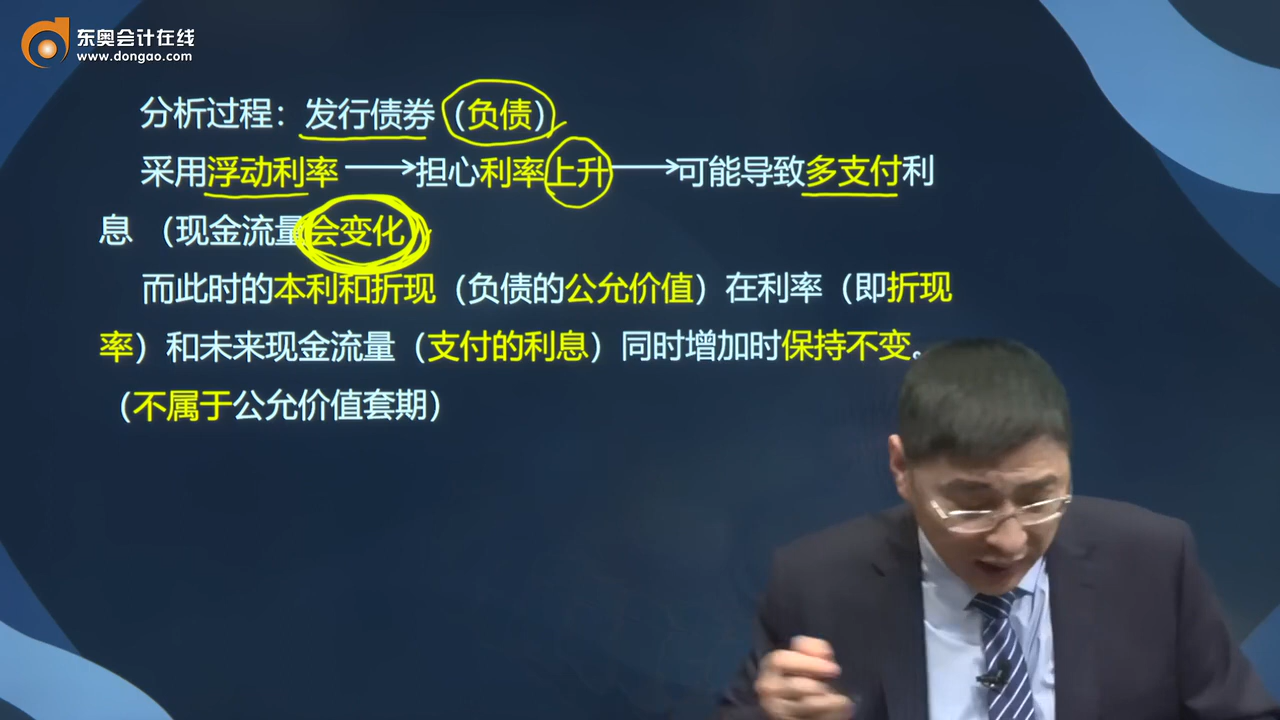 东奥会计在线
www.dongao.com
分析过程：发行债券（负债）
采用浮动利率→担心利率上升→可能导致多支付利
息（现金流量会变化）
而此时的本利和折现（负债的公允价值）在利率（即折现
率）和未来现金流量（支付的利息）同时增加时保持不变。
（不属于公允价值套期）